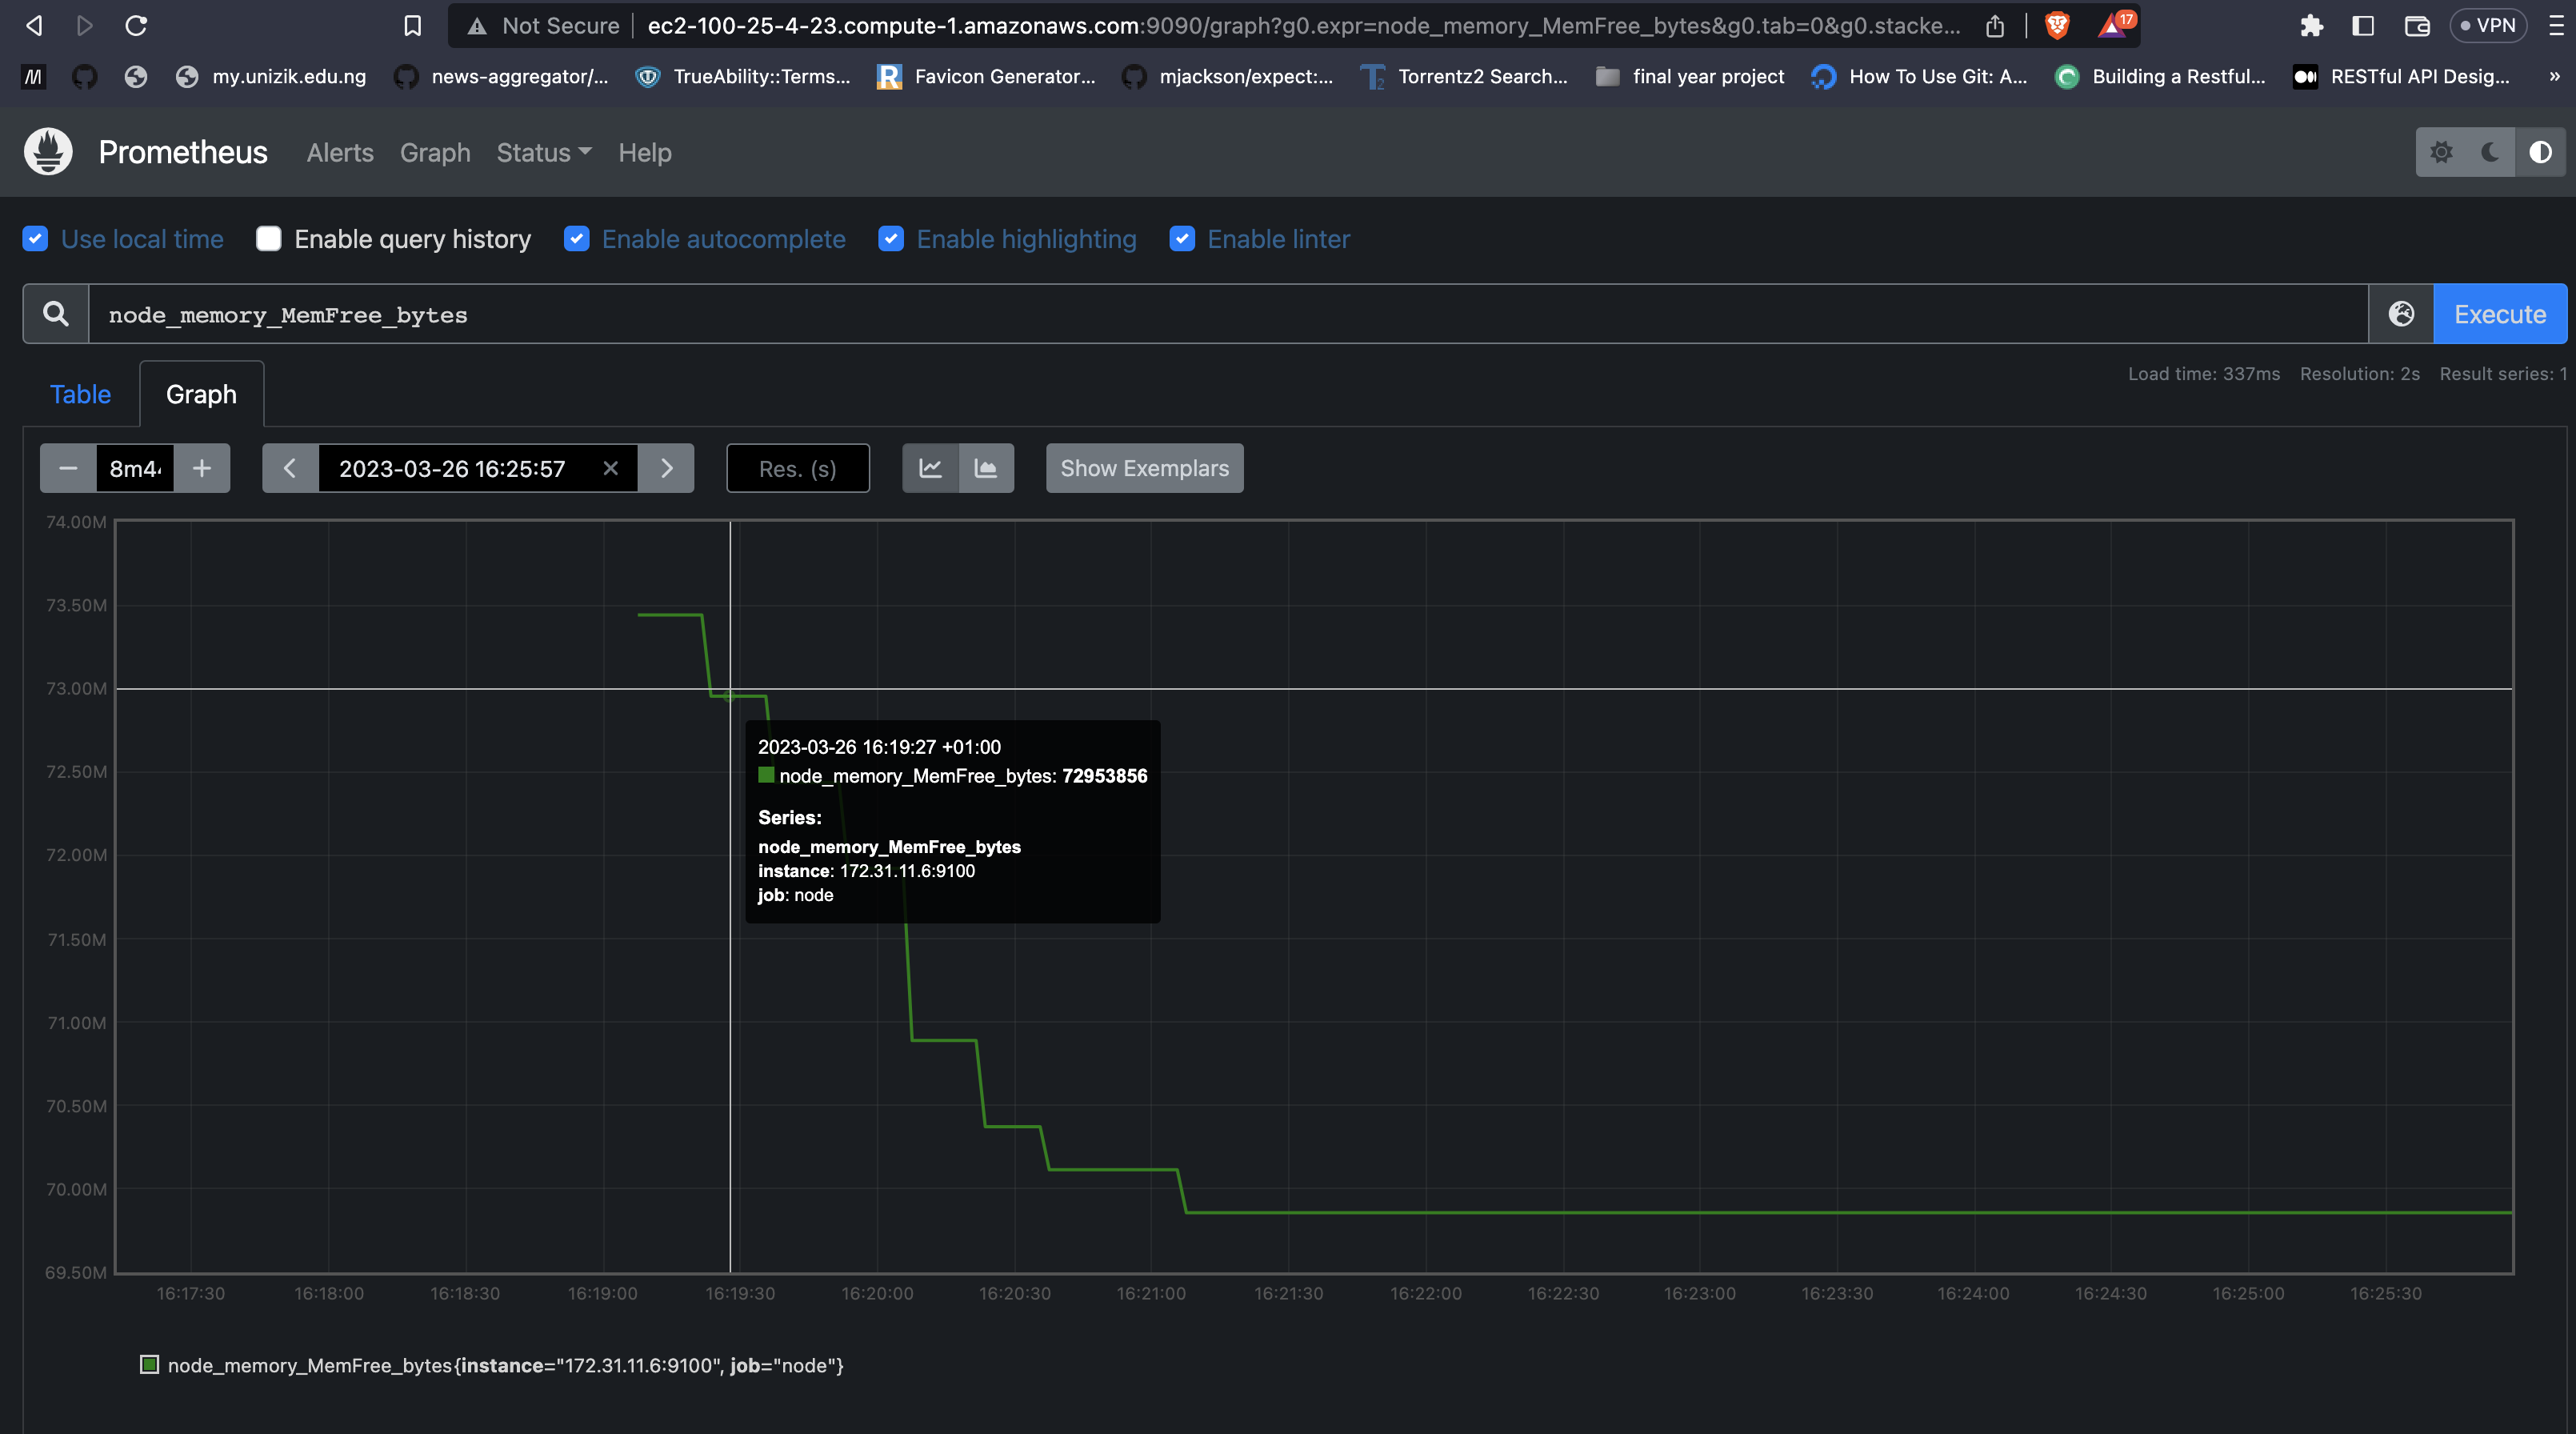 Not Secure ec2-100-25-4-23.compute-1.amazonaws.com:9090/graph?g0.expr=node_memory_MemFree_bytes&g0.tab=0&g0.stacke... 17 VPN
M my.unizik.edu.ng news-aggregator/... TrueAbility::Terms... R Favicon Generator... mjackson/expect:... T2 Torrentz2 Search... final year project How To Use Git: A... Building a Restful... RESTful API Desig... »
Prometheus Alerts Graph Status Help
Use local time Enable query history Enable autocomplete Enable highlighting Enable linter
node_memory_MemFree_bytes Execute
Table Graph Load time: 337ms Resolution: 2s Result series: 1
8m4 2023-03-26 16:25:57 Res. (s) Show Exemplars
74.00M
73.50M
73.00M
72.50M
72.00M
71.50M
71.00M
70.50M
70.00M
69.50M
2023-03-26 16:19:27 +01:00
node_memory_MemFree_bytes: 72953856
Series:
node_memory_MemFree_bytes
instance: 172.31.11.6:9100
job: node
16:17:30 16:18:00 16:18:30 16:19:00 16:19:30 16:20:00 16:20:30 16:21:00 16:21:30 16:22:00 16:22:30 16:23:00 16:23:30 16:24:00 16:24:30 16:25:00 16:25:30
node_memory_MemFree_bytes{instance="172.31.11.6:9100", job="node"}